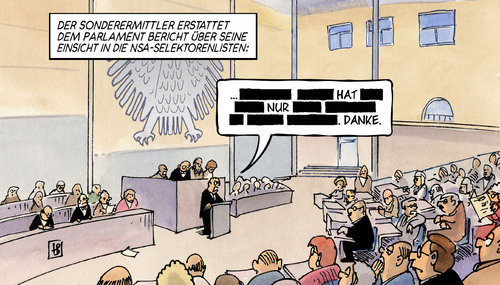 DER SONDERERMITTLER ERSTATTET
DEM PARLAMENT BERICHT ÜBER SEINE
EINSICHT IN DIE NSA-SELEKTORENLISTEN:
... HAT
NUR
. DANKE.